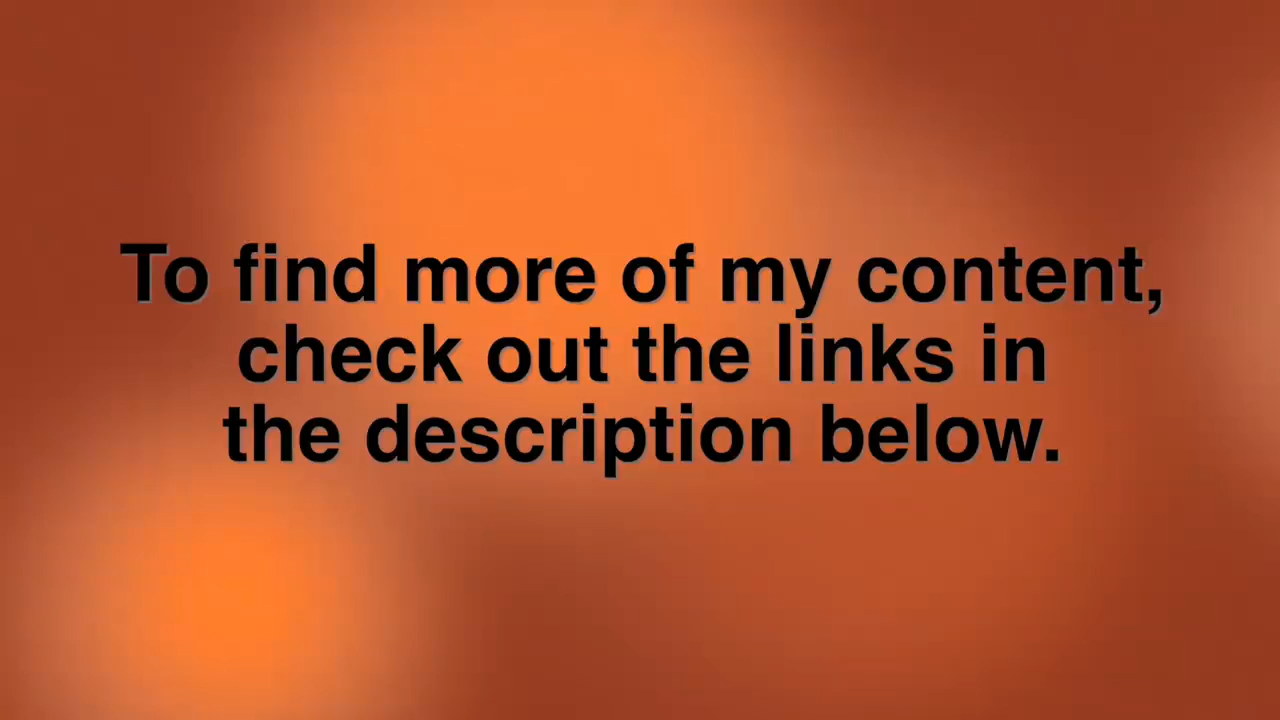 To find more of my content,
check out the links in
the description below.